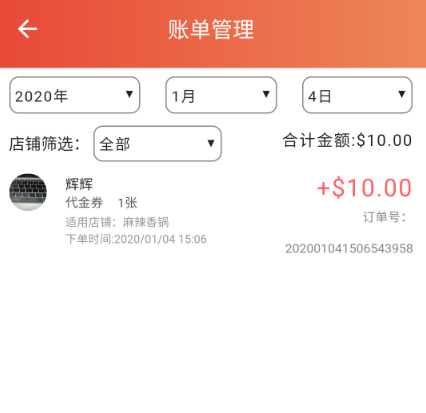 账单管理
2020年 1月 4日
店铺筛选: 全部 合计金额:$10.00
辉辉 +$10.00
代金券 1张
订单号:
适用店铺: 麻辣香锅
下单时间:2020/01/04 15:06
202001041506543958